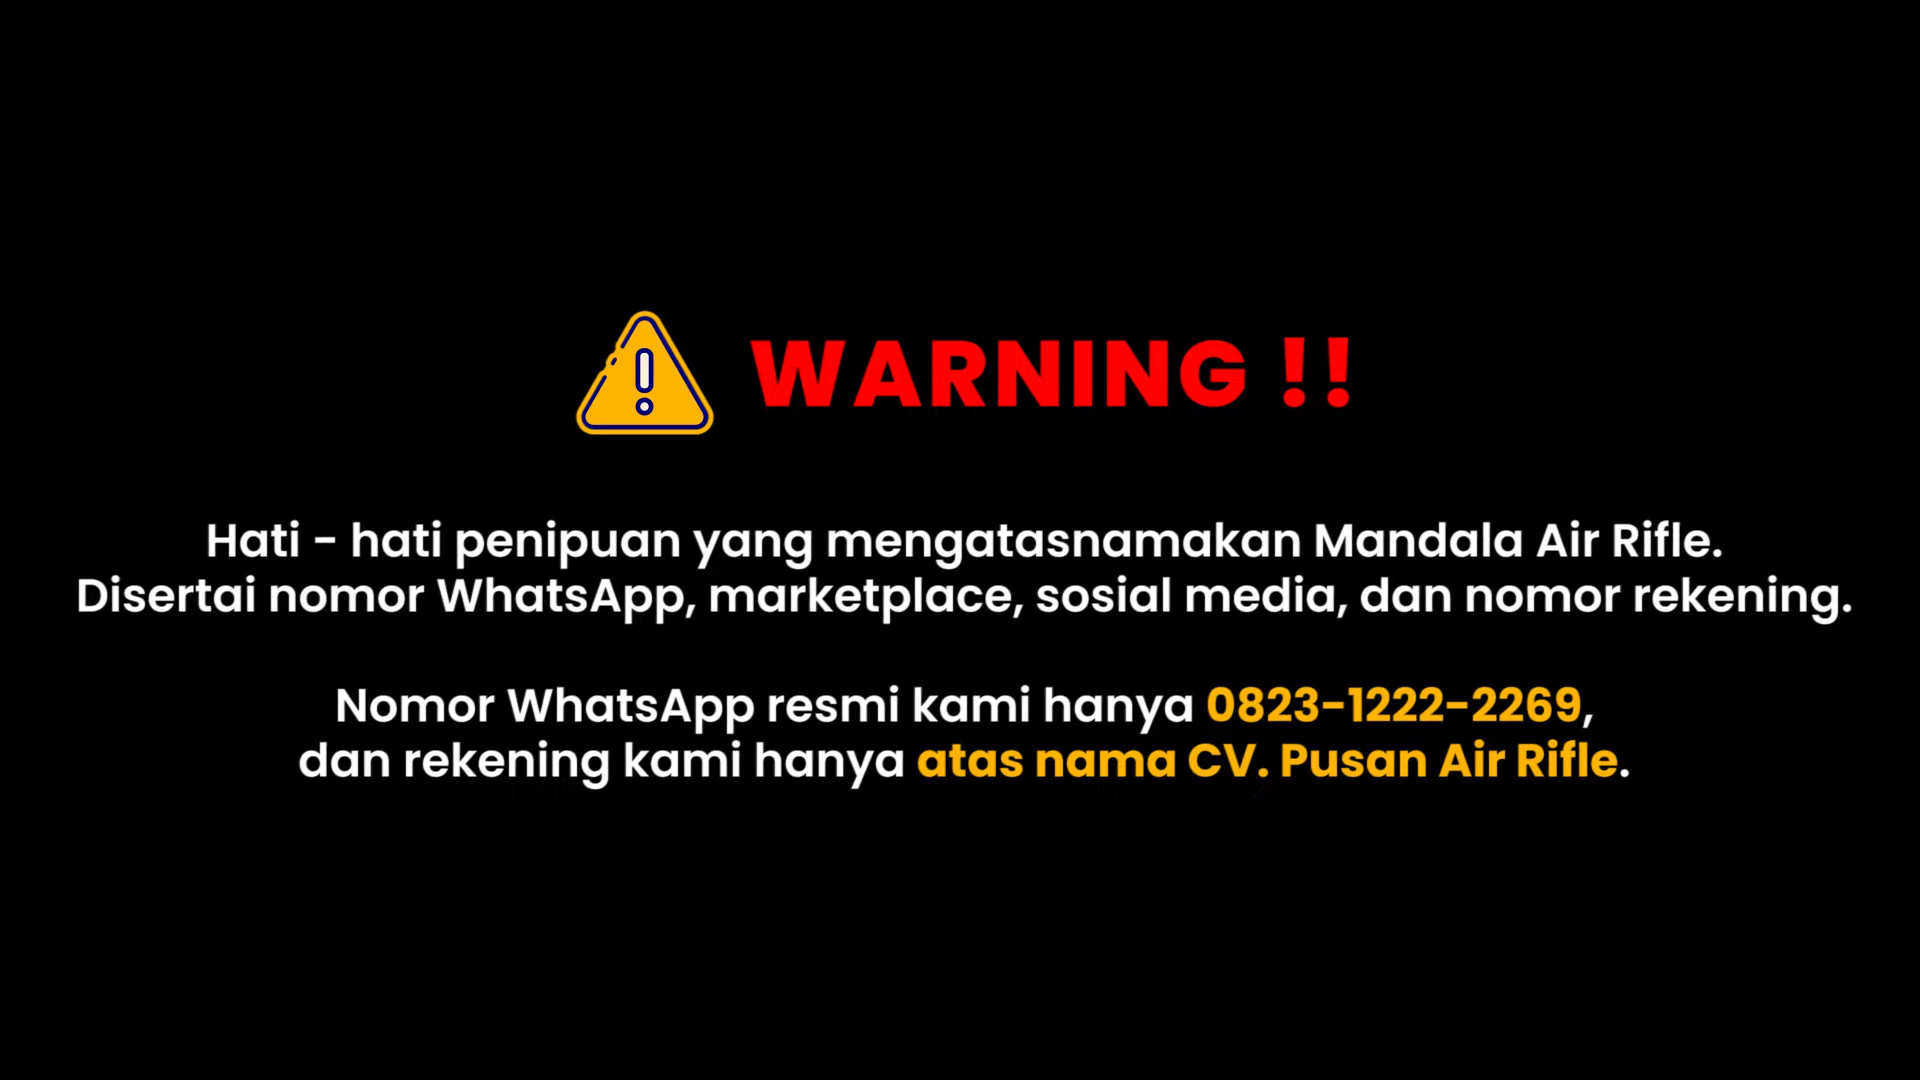 WARNING !!
Hati - hati penipuan yang mengatasnamakan Mandala Air Rifle.
Disertai nomor WhatsApp, marketplace, sosial media, dan nomor rekening.
Nomor WhatsApp resmi kami hanya 0823-1222-2269,
dan rekening kami hanya atas nama CV. Pusan Air Rifle.